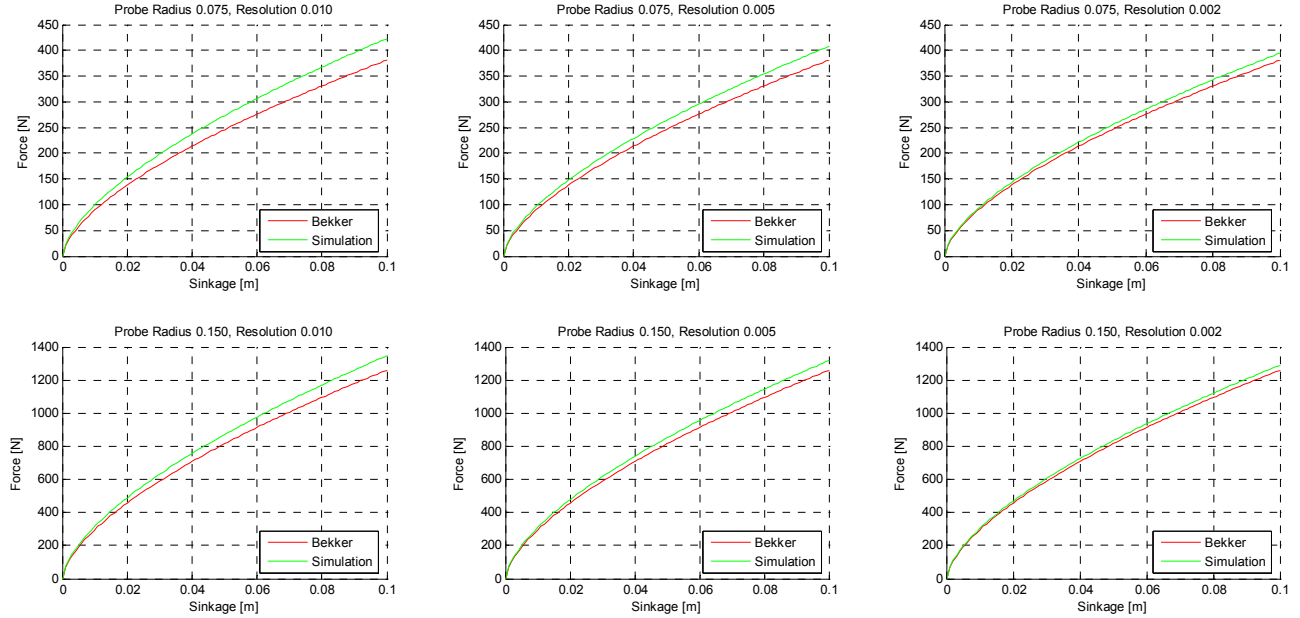 Probe Radius 0.075, Resolution 0.010
450
400
350
300
250
200
150
100
50
0
Force [N]
Bekker
Simulation
0 0.02 0.04 0.06 0.08 0.1
Sinkage [m]
Probe Radius 0.075, Resolution 0.005
450
400
350
300
250
200
150
100
50
0
Force [N]
Bekker
Simulation
0 0.02 0.04 0.06 0.08 0.1
Sinkage [m]
Probe Radius 0.075, Resolution 0.002
450
400
350
300
250
200
150
100
50
0
Force [N]
Bekker
Simulation
0 0.02 0.04 0.06 0.08 0.1
Sinkage [m]
Probe Radius 0.150, Resolution 0.010
1400
1200
1000
800
600
400
200
0
Force [N]
Bekker
Simulation
0 0.02 0.04 0.06 0.08 0.1
Sinkage [m]
Probe Radius 0.150, Resolution 0.005
1400
1200
1000
800
600
400
200
0
Force [N]
Bekker
Simulation
0 0.02 0.04 0.06 0.08 0.1
Sinkage [m]
Probe Radius 0.150, Resolution 0.002
1400
1200
1000
800
600
400
200
0
Force [N]
Bekker
Simulation
0 0.02 0.04 0.06 0.08 0.1
Sinkage [m]